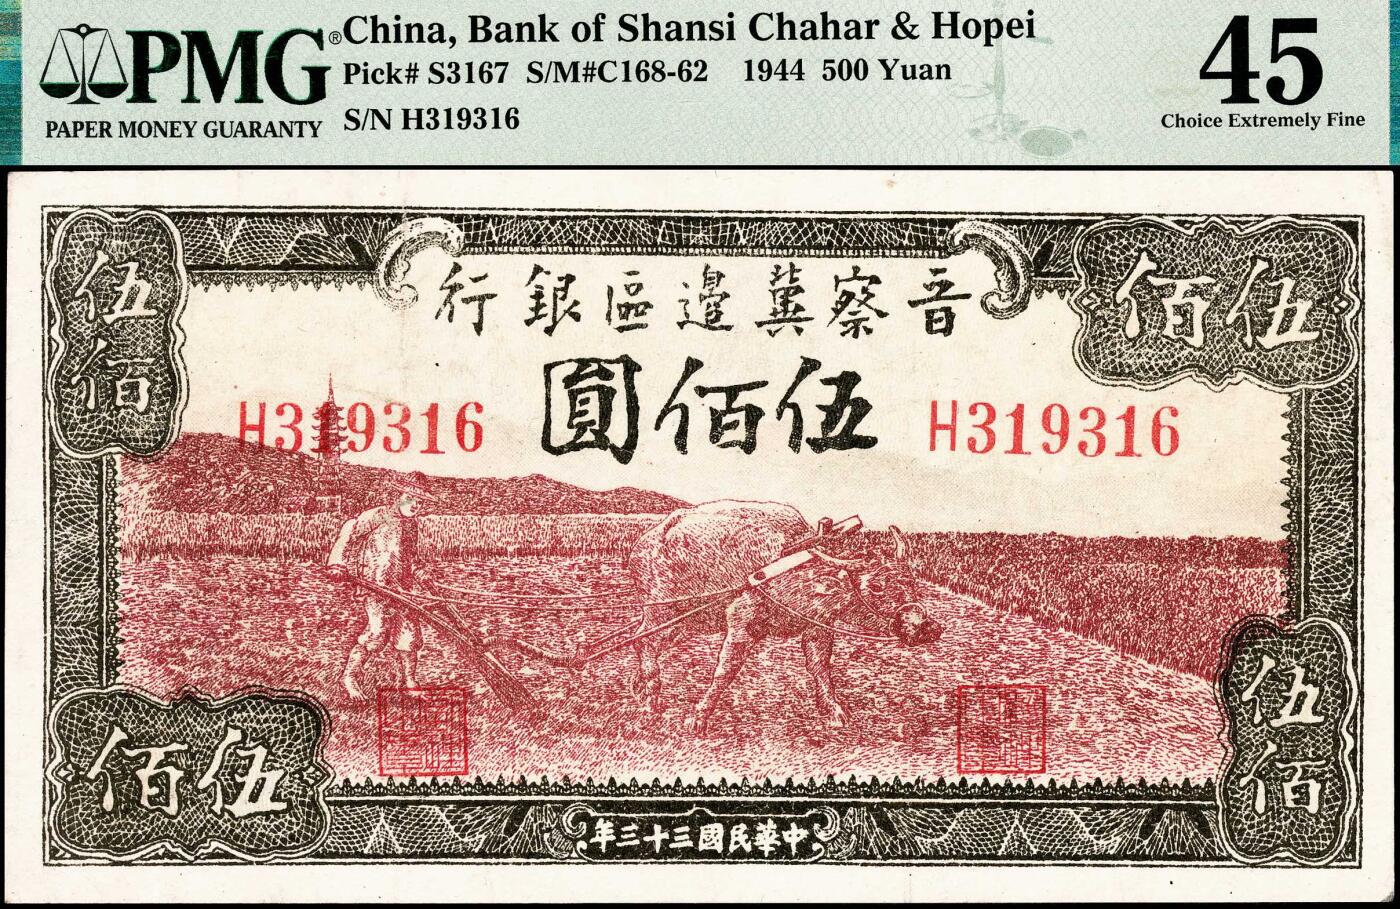 PMG®
PAPER MONEY GUARANTY
China, Bank of Shansi Chahar & Hopei
Pick# S3167 S/M#C168-62 1944 500 Yuan
S/N H319316
45
Choice Extremely Fine
伍佰
行銀區邊冀察晉
佰伍
圓佰伍
H319316
H319316
佰伍
伍佰
年三十三國民華中